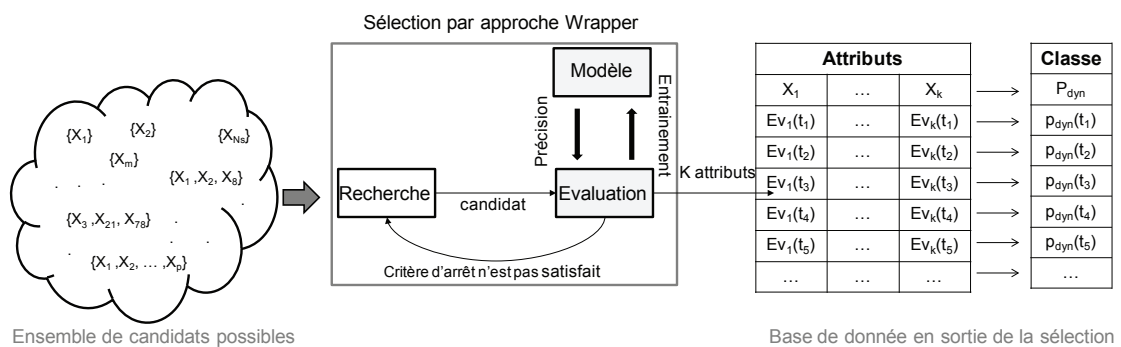 Sélection par approche Wrapper
{X1}
{X2}
{XNs}
{Xm}
. . .
{X1 ,X2, X8}
.
{X3 ,X21, X78}
.
. .
.
{X1 ,X2, … ,Xp}
Ensemble de candidats possibles
Modèle
Précision
Entrainement
Recherche
candidat
Evaluation
Critère d'arrêt n'est pas satisfait
K attributs
Attributs
X1 … Xk
Ev1(t1) … Evk(t1)
Ev1(t2) … Evk(t2)
Ev1(t3) … Evk(t3)
Ev1(t4) … Evk(t4)
Ev1(t5) … Evk(t5)
… … …
Classe
Pdyn
pdyn(t1)
pdyn(t2)
pdyn(t3)
pdyn(t4)
pdyn(t5)
…
Base de donnée en sortie de la sélection